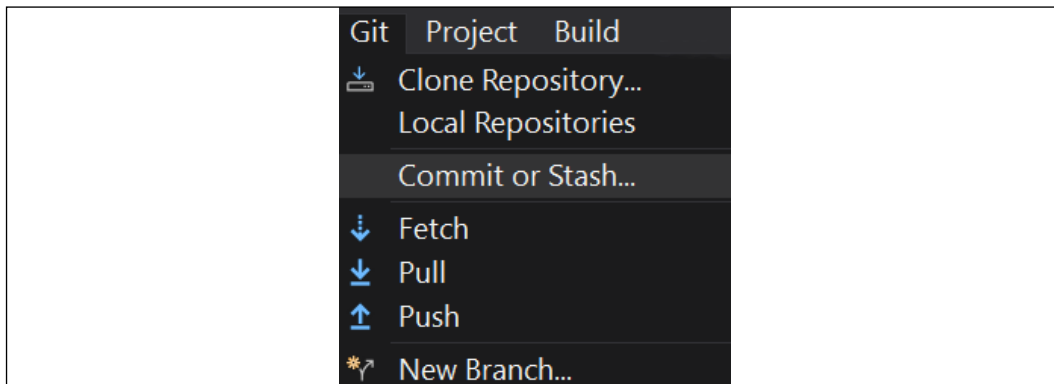 Git Project Build
Clone Repository...
Local Repositories
Commit or Stash...
Fetch
Pull
Push
New Branch...